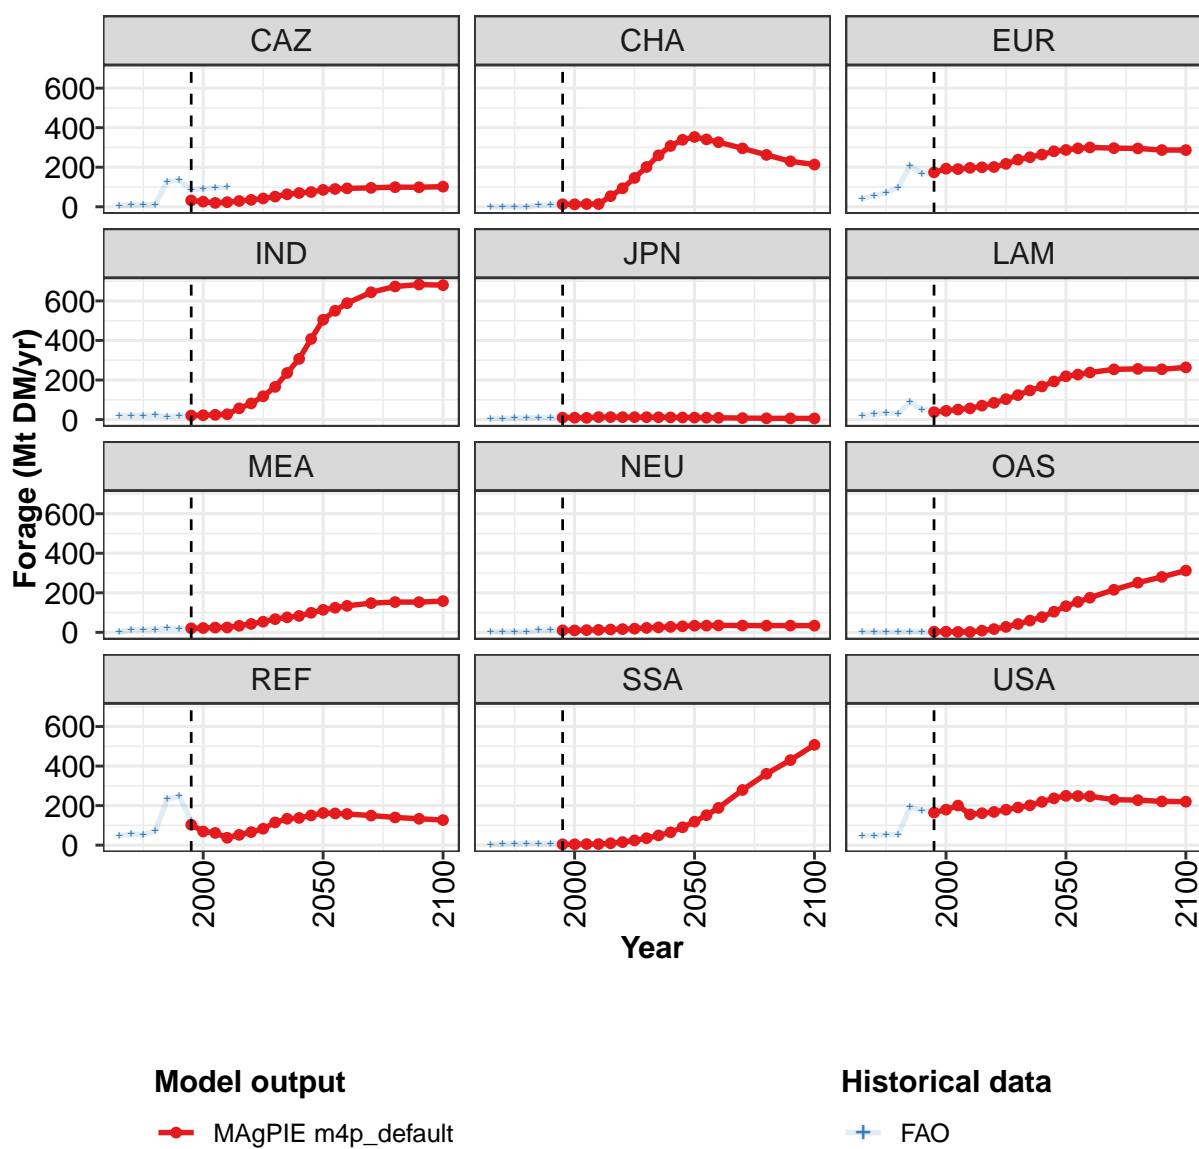 CAZ CHA EUR
600
400
200
0
IND JPN LAM
600
400
200
0
MEA NEU OAS
600
400
200
0
REF SSA USA
600
400
200
0
Forage (Mt DM/yr)
2000 2050 2100 2000 2050 2100 2000 2050 2100
Year
Model output Historical data
MAgPIE m4p_default FAO